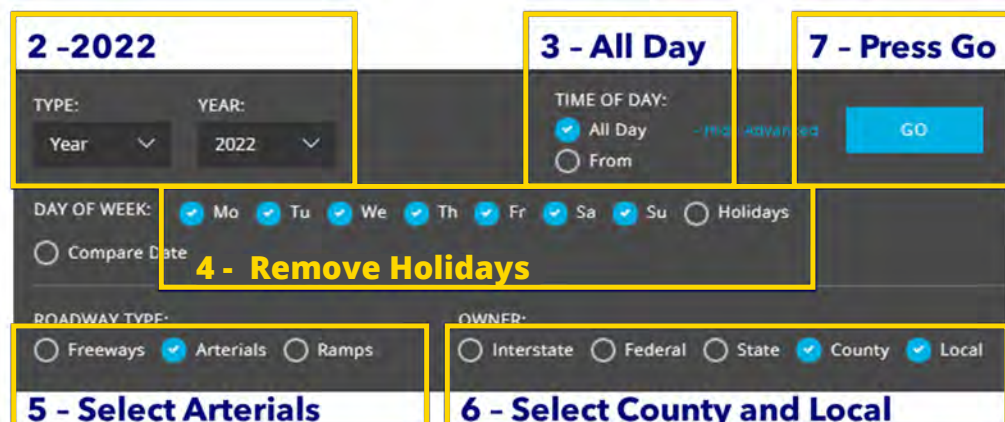 2 -2022
3 - All Day
7 - Press Go
TYPE:
YEAR:
TIME OF DAY:
Year
2022
All Day
- Hide Advanced
GO
From
DAY OF WEEK:
Mo Tu We Th Fr Sa Su Holidays
Compare Date
4 - Remove Holidays
ROADWAY TYPE:
OWNER:
Freeways Arterials Ramps
Interstate Federal State County Local
5 - Select Arterials
6 - Select County and Local